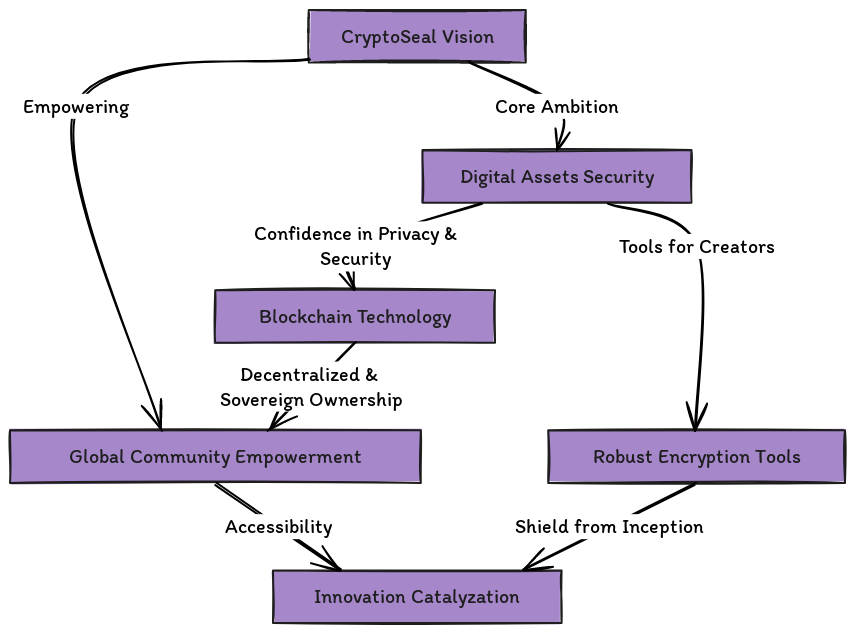 CryptoSeal Vision
Empowering
Core Ambition
Digital Assets Security
Confidence in Privacy &
Security
Tools for Creators
Blockchain Technology
Decentralized &
Sovereign Ownership
Global Community Empowerment
Robust Encryption Tools
Accessibility
Shield from Inception
Innovation Catalyzation